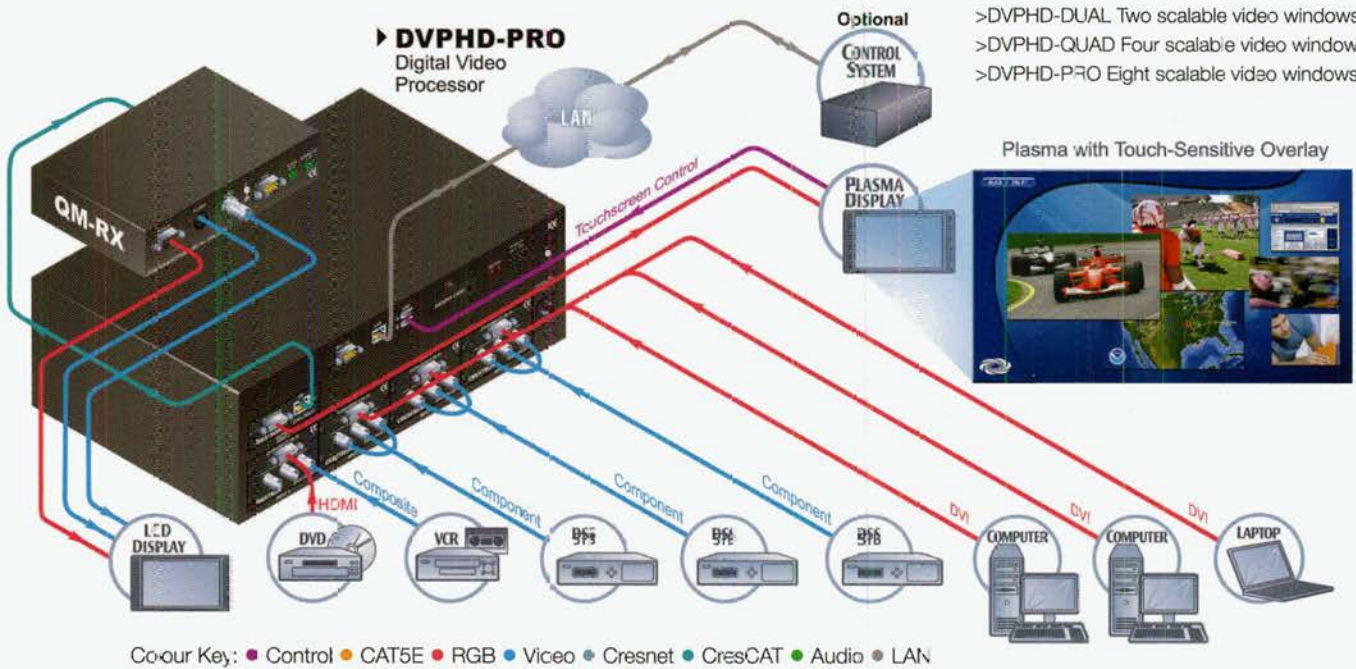 DVPHD-PRO
Digital Video
Processor
Optional
CONTROL
SYSTEM
>DVPHD-DUAL Two scalable video windows
>DVPHD-QUAD Four scalable video window
>DVPHD-PRO Eight scalable video windows
LAN
Plasma with Touch-Sensitive Overlay
Touchscreen Control
PLASMA
DISPLAY
QM-RX
HDMI
Composite
Component
Component
Component
DVI
DVI
DVI
LCD
DISPLAY
DVD
VCR
COMPUTER
COMPUTER
LAPTOP
Colour Key: Control CAT5E RGB Video Cresnet CresCAT Audio LAN